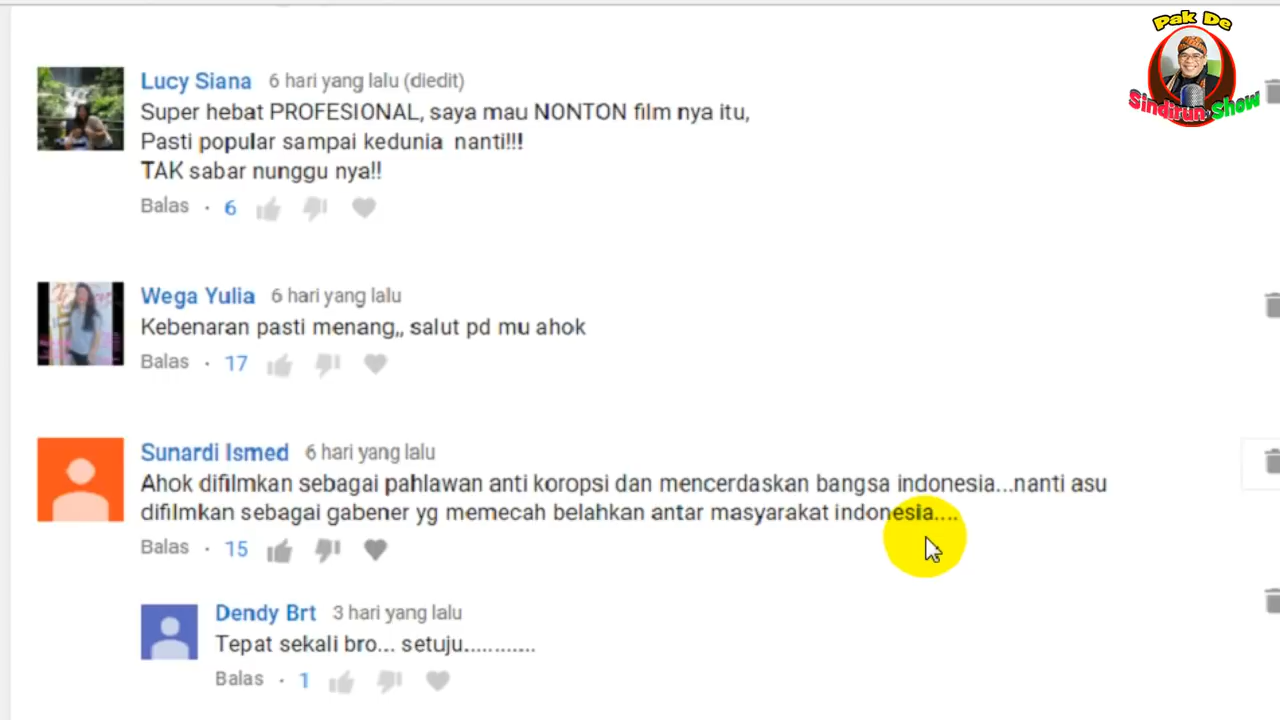 Pak De
Sindirun Show
Lucy Siana 6 hari yang lalu (diedit)
Super hebat PROFESIONAL, saya mau NONTON film nya itu,
Pasti popular sampai kedunia nanti!!!
TAK sabar nunggu nya!!
Balas · 6
Wega Yulia 6 hari yang lalu
Kebenaran pasti menang,, salut pd mu ahok
Balas · 17
Sunardi Ismed 6 hari yang lalu
Ahok difilmkan sebagai pahlawan anti koropsi dan mencerdaskan bangsa indonesia...nanti asu
difilmkan sebagai gabener yg memecah belahkan antar masyarakat indonesia....
Balas · 15
Dendy Brt 3 hari yang lalu
Tepat sekali bro... setuju............
Balas · 1